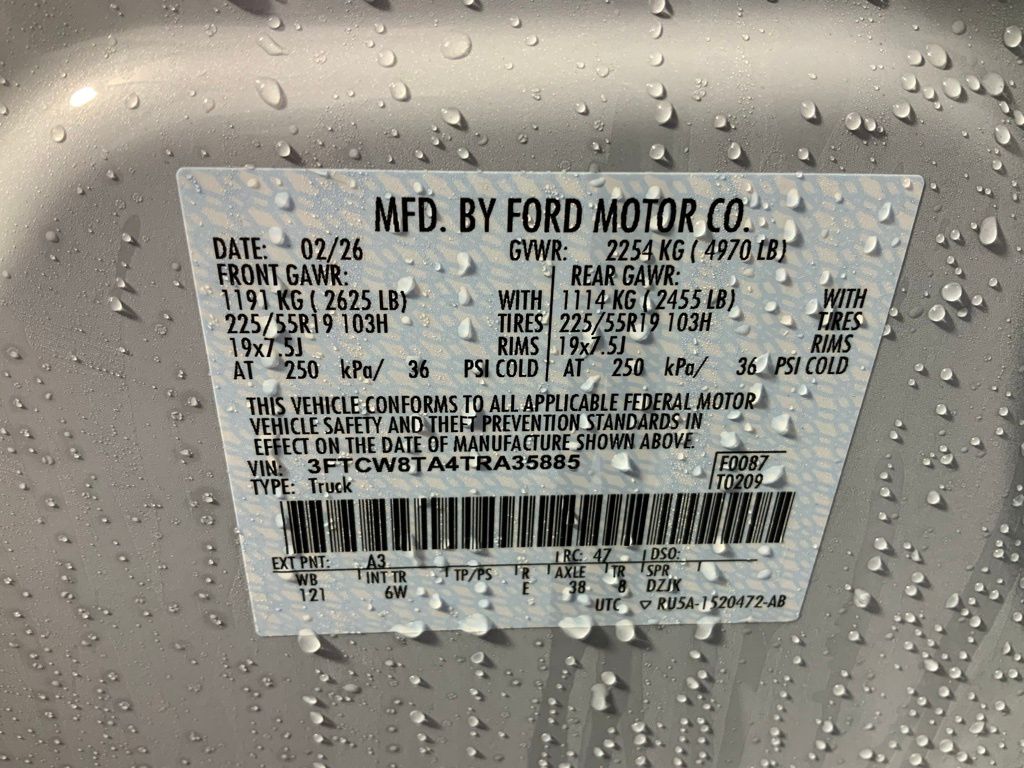 MFD. BY FORD MOTOR CO.
DATE: 02/26 GVWR: 2254 KG ( 4970 LB)
FRONT GAWR: REAR GAWR:
1191 KG ( 2625 LB) WITH 1114 KG ( 2455 LB) WITH
225/55R19 103H TIRES 225/55R19 103H TIRES
19x7.5J RIMS 19x7.5J RIMS
AT 250 kPa/ 36 PSI COLD AT 250 kPa/ 36 PSI COLD
THIS VEHICLE CONFORMS TO ALL APPLICABLE FEDERAL MOTOR
VEHICLE SAFETY AND THEFT PREVENTION STANDARDS IN
EFFECT ON THE DATE OF MANUFACTURE SHOWN ABOVE.
VIN: 3FTCW8TA4TRA35885 F0087
TYPE: Truck T0209
EXT PNT: A3 RC: 47 DSO:
WB INT TR TP/PS R AXLE TR SPR
121 6W E 38 8 DZJK
UTC ▽ RU5A-1520472-AB